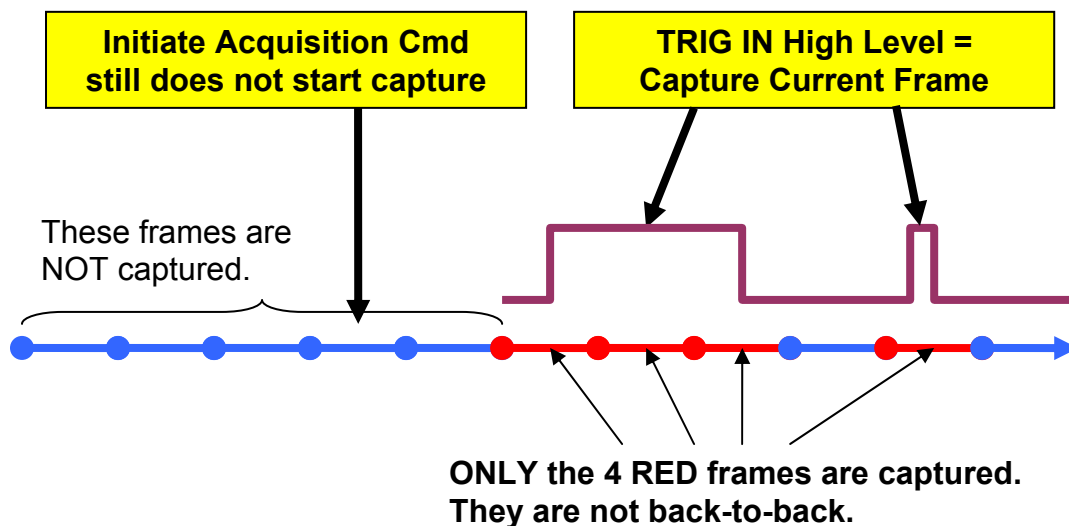 Initiate Acquisition Cmd
still does not start capture
TRIG IN High Level =
Capture Current Frame
These frames are
NOT captured.
ONLY the 4 RED frames are captured.
They are not back-to-back.